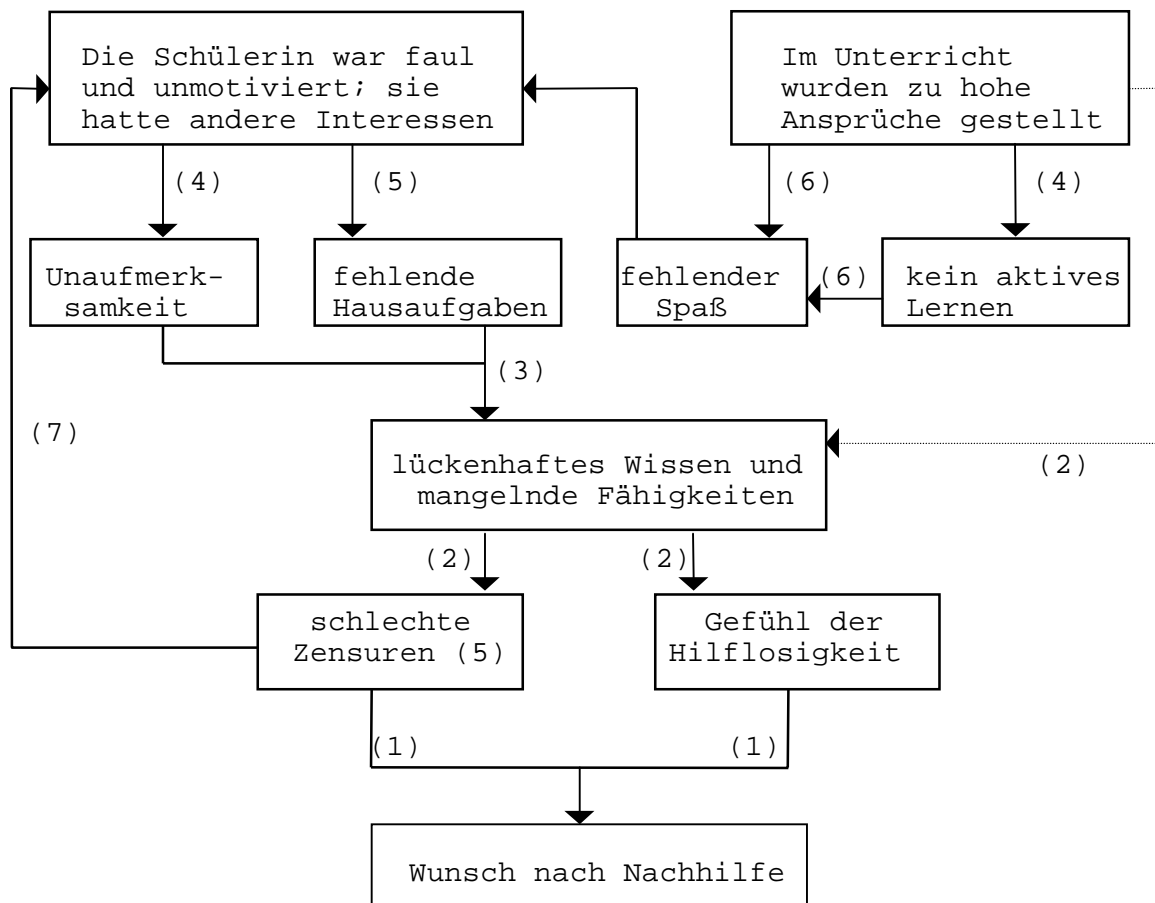 Die Schülerin war faul
und unmotiviert; sie
hatte andere Interessen
Im Unterricht
wurden zu hohe
Ansprüche gestellt
(4)
(5)
(6)
(4)
Unaufmerk-
samkeit
fehlende
Hausaufgaben
fehlender
Spaß
(6)
kein aktives
Lernen
(3)
(7)
lückenhaftes Wissen und
mangelnde Fähigkeiten
(2)
(2)
(2)
schlechte
Zensuren (5)
Gefühl der
Hilflosigkeit
(1)
(1)
Wunsch nach Nachhilfe